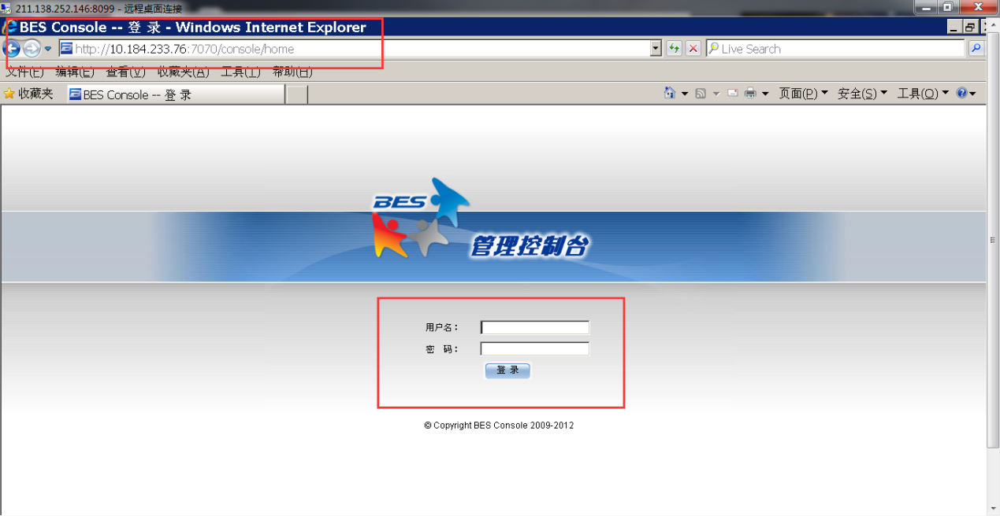 211.138.252.146:8099 - 远程桌面连接
BES Console -- 登 录 - Windows Internet Explorer
http://10.184.233.76:7070/console/home
Live Search
文件(E) 编辑(E) 查看(V) 收藏夹(A) 工具(T) 帮助(H)
收藏夹 BES Console -- 登 录 页面(P) 安全(S) 工具(O)
BES
管理控制台
用户名：
密 码：
登 录
© Copyright BES Console 2009-2012